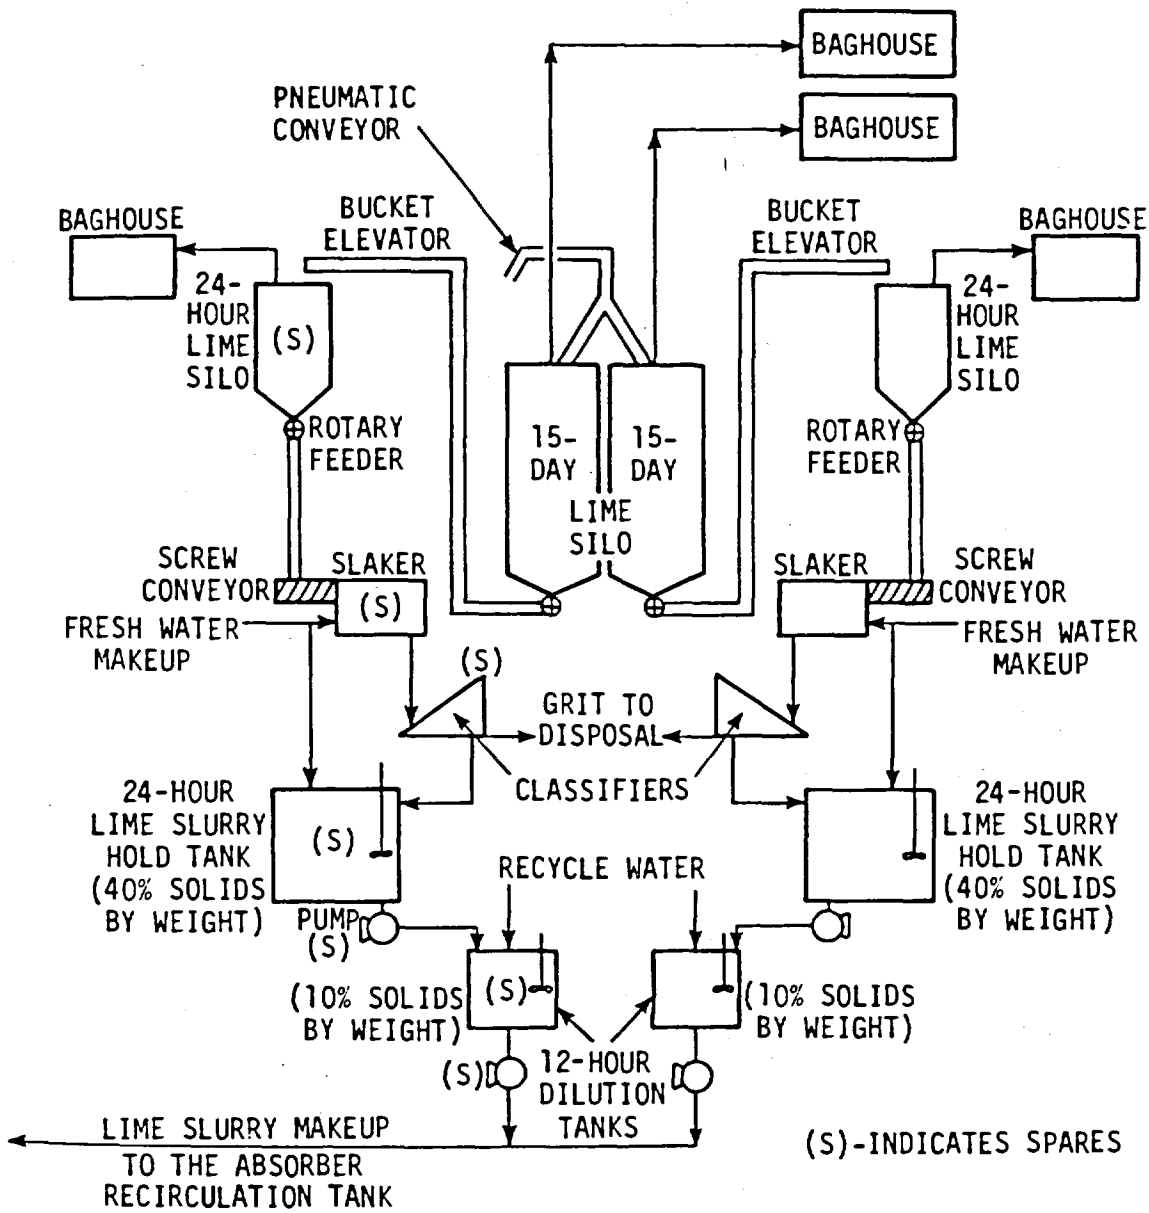 BAGHOUSE
PNEUMATIC
CONVEYOR
BAGHOUSE
BAGHOUSE
BUCKET
ELEVATOR
BUCKET
ELEVATOR
BAGHOUSE
24-
HOUR
LIME
SILO
(S)
24-
HOUR
LIME
SILO
ROTARY
FEEDER
15-
DAY
15-
DAY
LIME
SILO
ROTARY
FEEDER
SCREW
CONVEYOR
SLAKER
(S)
SLAKER
SCREW
CONVEYOR
FRESH WATER
MAKEUP
FRESH WATER
MAKEUP
(S)
GRIT TO
DISPOSAL
CLASSIFIERS
24-HOUR
LIME SLURRY
HOLD TANK
(40% SOLIDS
BY WEIGHT)
(S)
24-HOUR
LIME SLURRY
HOLD TANK
(40% SOLIDS
BY WEIGHT)
RECYCLE WATER
PUMP
(S)
(10% SOLIDS
BY WEIGHT)
(S)
(10% SOLIDS
BY WEIGHT)
(S)
12-HOUR
DILUTION
TANKS
LIME SLURRY MAKEUP
TO THE ABSORBER
RECIRCULATION TANK
(S)-INDICATES SPARES